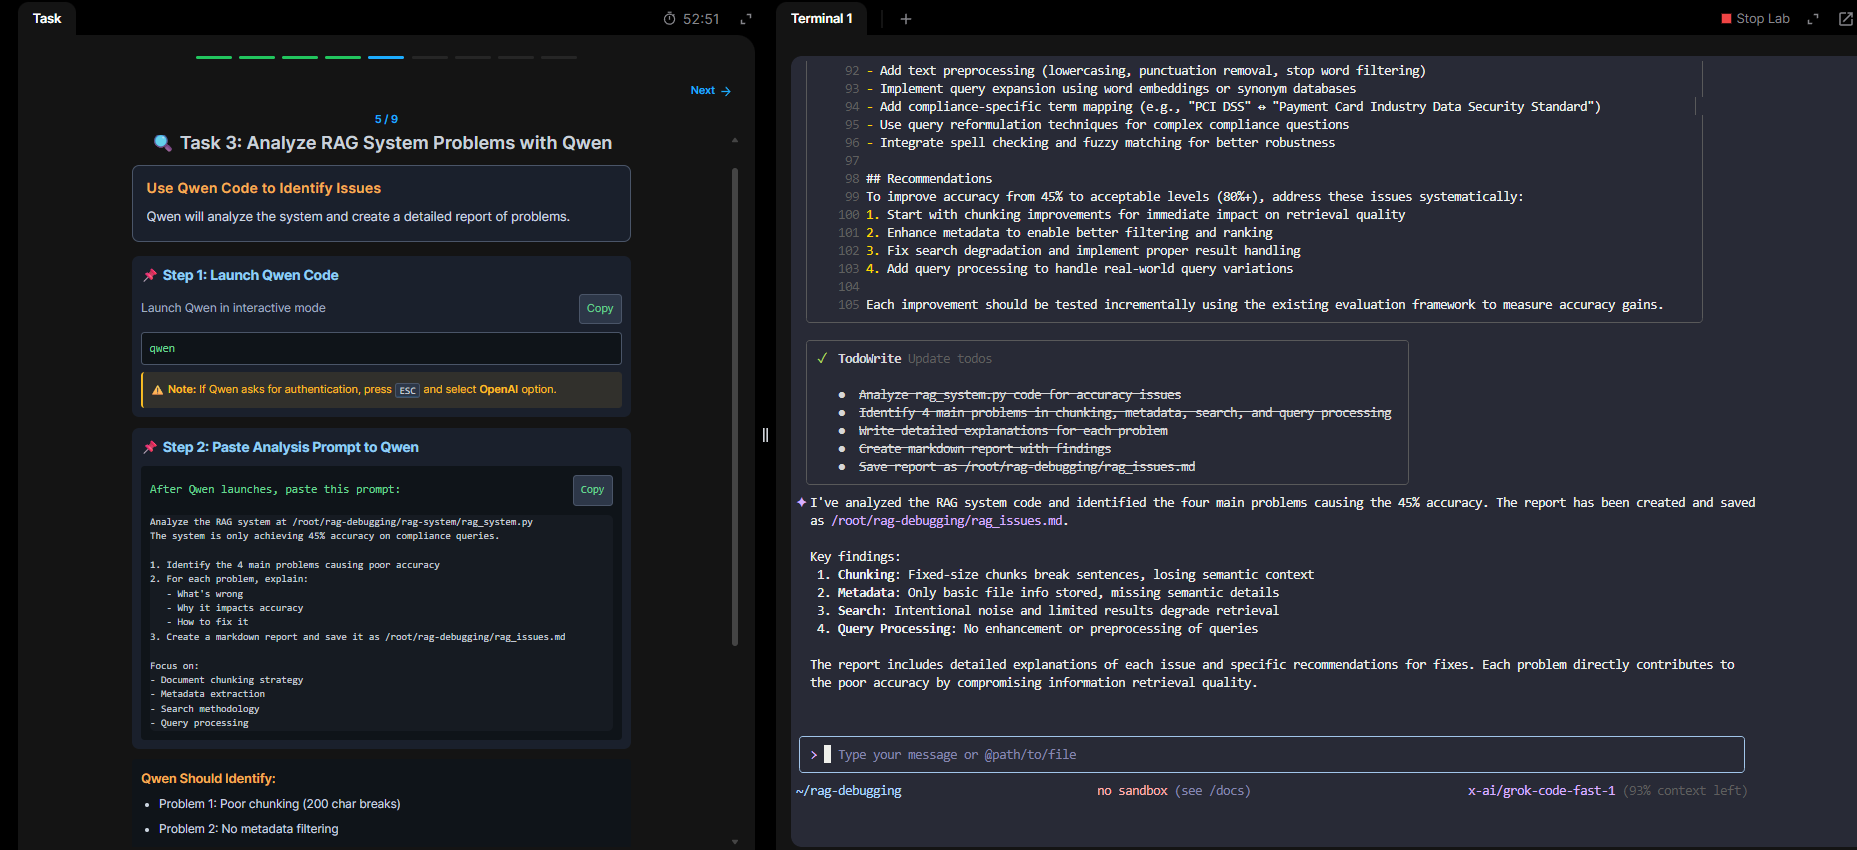 Task
52:51
Next →
5 / 9
🔍 Task 3: Analyze RAG System Problems with Qwen
Use Qwen Code to Identify Issues
Qwen will analyze the system and create a detailed report of problems.
📌 Step 1: Launch Qwen Code
Launch Qwen in interactive mode
Copy
qwen
⚠ Note: If Qwen asks for authentication, press ESC and select OpenAI option.
📌 Step 2: Paste Analysis Prompt to Qwen
After Qwen launches, paste this prompt:
Copy
Analyze the RAG system at /root/rag-debugging/rag-system/rag_system.py
The system is only achieving 45% accuracy on compliance queries.
1. Identify the 4 main problems causing poor accuracy
2. For each problem, explain:
- What's wrong
- Why it impacts accuracy
- How to fix it
3. Create a markdown report and save it as /root/rag-debugging/rag_issues.md
Focus on:
- Document chunking strategy
- Metadata extraction
- Search methodology
- Query processing
Qwen Should Identify:
• Problem 1: Poor chunking (200 char breaks)
• Problem 2: No metadata filtering
Terminal 1
+
Stop Lab
92 - Add text preprocessing (lowercasing, punctuation removal, stop word filtering)
93 - Implement query expansion using word embeddings or synonym databases
94 - Add compliance-specific term mapping (e.g., "PCI DSS" ↔ "Payment Card Industry Data Security Standard")
95 - Use query reformulation techniques for complex compliance questions
96 - Integrate spell checking and fuzzy matching for better robustness
97
98 ## Recommendations
99 To improve accuracy from 45% to acceptable levels (80%+), address these issues systematically:
100 1. Start with chunking improvements for immediate impact on retrieval quality
101 2. Enhance metadata to enable better filtering and ranking
102 3. Fix search degradation and implement proper result handling
103 4. Add query processing to handle real-world query variations
104
105 Each improvement should be tested incrementally using the existing evaluation framework to measure accuracy gains.
✓ TodoWrite Update todos
● Analyze rag_system.py code for accuracy issues
● Identify 4 main problems in chunking, metadata, search, and query processing
● Write detailed explanations for each problem
● Create markdown report with findings
● Save report as /root/rag-debugging/rag_issues.md
✦ I've analyzed the RAG system code and identified the four main problems causing the 45% accuracy. The report has been created and saved
as /root/rag-debugging/rag_issues.md.
Key findings:
1. Chunking: Fixed-size chunks break sentences, losing semantic context
2. Metadata: Only basic file info stored, missing semantic details
3. Search: Intentional noise and limited results degrade retrieval
4. Query Processing: No enhancement or preprocessing of queries
The report includes detailed explanations of each issue and specific recommendations for fixes. Each problem directly contributes to
the poor accuracy by compromising information retrieval quality.
> Type your message or @path/to/file
~/rag-debugging
no sandbox (see /docs)
x-ai/grok-code-fast-1 (93% context left)